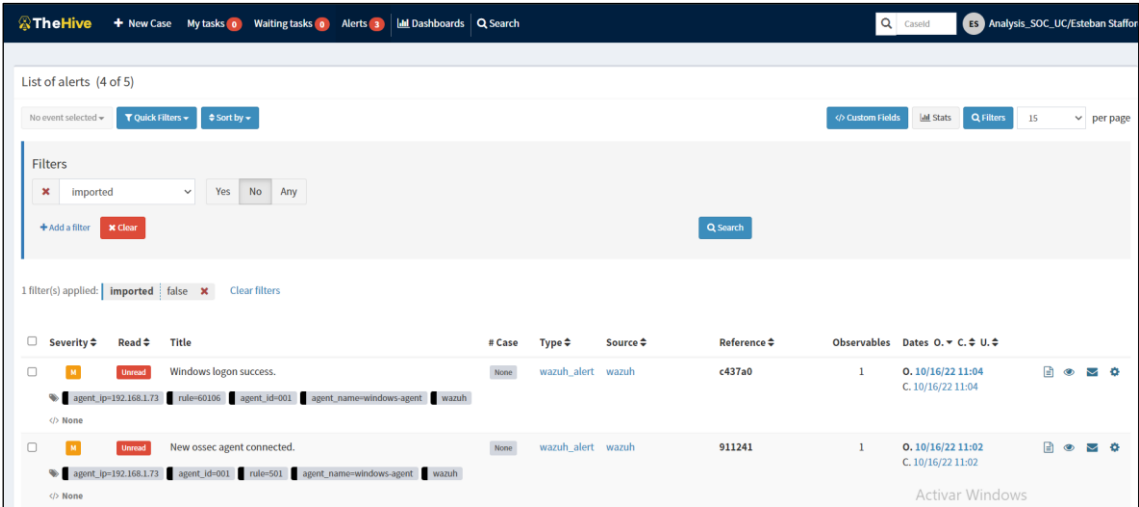 TheHive + New Case My tasks 0 Waiting tasks 0 Alerts 3 Dashboards Search CaseId ES Analysis_SOC_UC/Esteban Staffor
List of alerts (4 of 5)
No event selected Quick Filters Sort by </> Custom Fields Stats Filters 15 per page
Filters
imported Yes No Any
+ Add a filter Clear Search
1 filter(s) applied: imported false Clear filters
Severity Read Title # Case Type Source Reference Observables Dates O. C. U.
M Unread Windows logon success. None wazuh_alert wazuh c437a0 1 O. 10/16/22 11:04
C. 10/16/22 11:04
agent_ip=192.168.1.73 rule=60106 agent_id=001 agent_name=windows-agent wazuh
</> None
M Unread New ossec agent connected. None wazuh_alert wazuh 911241 1 O. 10/16/22 11:02
C. 10/16/22 11:02
agent_ip=192.168.1.73 agent_id=001 rule=501 agent_name=windows-agent wazuh
</> None
Activar Windows